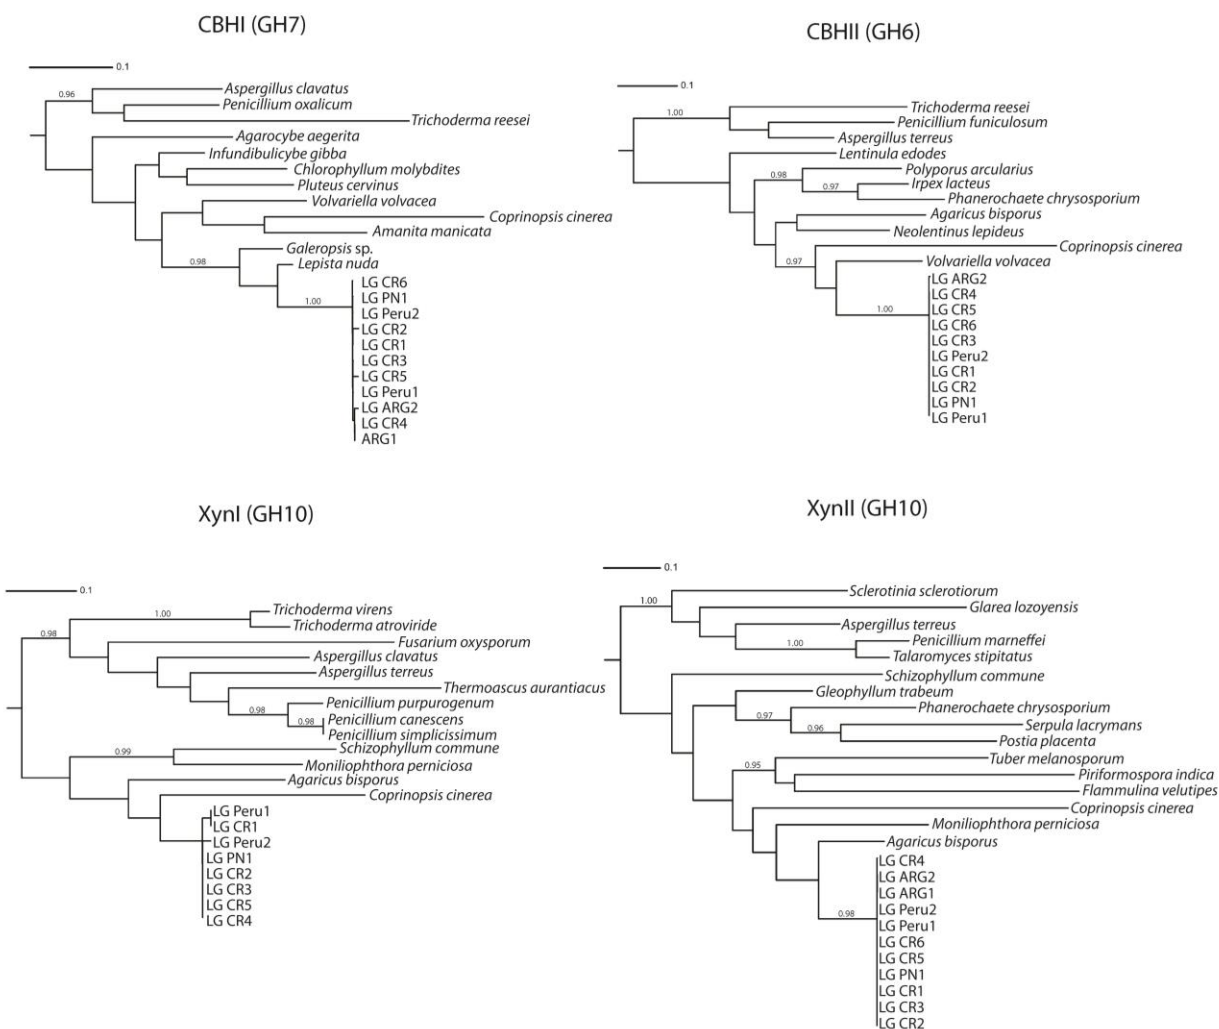 CBHI (GH7)
0.1
0.96
Aspergillus clavatus
Penicillium oxalicum
Trichoderma reesei
Agarocybe aegerita
Infundibulicybe gibba
Chlorophyllum molybdites
Pluteus cervinus
Volvariella volvacea
Coprinopsis cinerea
Amanita manicata
Galeropsis sp.
0.98
Lepista nuda
LG CR6
LG PN1
1.00
LG Peru2
LG CR2
LG CR1
LG CR3
LG CR5
LG Peru1
LG ARG2
LG CR4
ARG1
CBHII (GH6)
0.1
Trichoderma reesei
1.00
Penicillium funiculosum
Aspergillus terreus
Lentinula edodes
Polyporus arcularius
0.98
Irpex lacteus
0.97
Phanerochaete chrysosporium
Agaricus bisporus
Neolentinus lepideus
Coprinopsis cinerea
0.97
Volvariella volvacea
LG ARG2
LG CR4
1.00
LG CR5
LG CR6
LG CR3
LG Peru2
LG CR1
LG CR2
LG PN1
LG Peru1
XynI (GH10)
0.1
Trichoderma virens
1.00
Trichoderma atroviride
0.98
Fusarium oxysporum
Aspergillus clavatus
Aspergillus terreus
Thermoascus aurantiacus
Penicillium purpurogenum
0.98
Penicillium canescens
0.98
Penicillium simplicissimum
Schizophyllum commune
0.99
Moniliophthora perniciosa
Agaricus bisporus
Coprinopsis cinerea
LG Peru1
LG CR1
LG Peru2
LG PN1
LG CR2
LG CR3
LG CR5
LG CR4
XynII (GH10)
0.1
Sclerotinia sclerotiorum
1.00
Glarea lozoyensis
Aspergillus terreus
Penicillium marneffei
1.00
Talaromyces stipitatus
Schizophyllum commune
Gleophyllum trabeum
Phanerochaete chrysosporium
0.97
Serpula lacrymans
0.96
Postia placenta
Tuber melanosporum
0.95
Piriformospora indica
Flammulina velutipes
Coprinopsis cinerea
Moniliophthora perniciosa
Agaricus bisporus
LG CR4
LG ARG2
LG ARG1
LG Peru2
0.98
LG Peru1
LG CR6
LG CR5
LG PN1
LG CR1
LG CR3
LG CR2